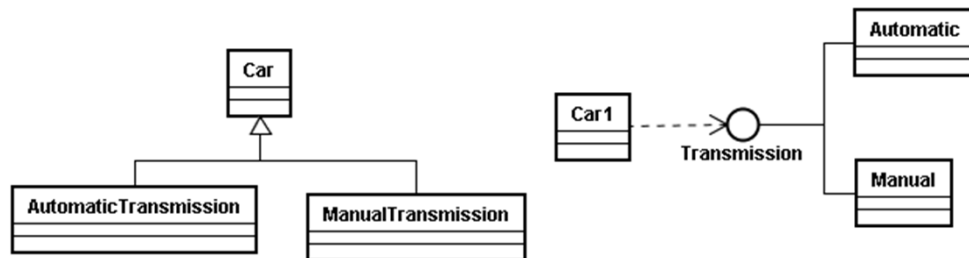 Car
AutomaticTransmission
ManualTransmission
Car1
Transmission
Automatic
Manual